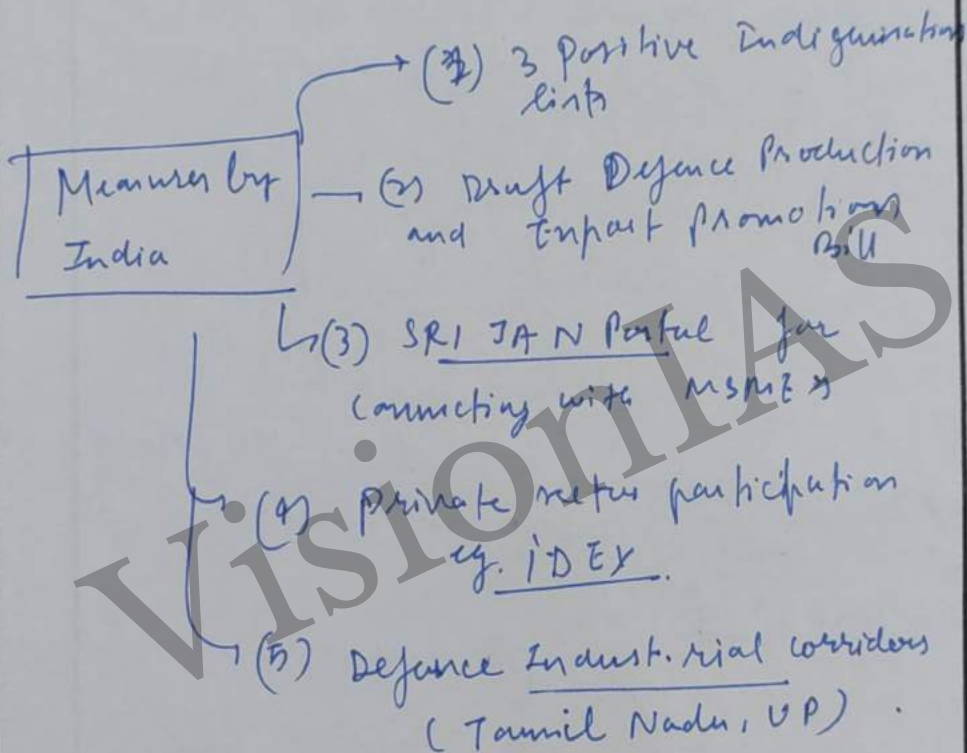 (1) 3 Positive Indigenisation
lists
Measures by
India
(2) Draft Defence Production
and Export Promotion
Bill
(3) SRIJAN Portal for
connecting with MSMEs
(4) Private sector participation
eg. iDEX.
(5) Defence Industrial corridors
(Tamil Nadu, UP).
VisionIAS